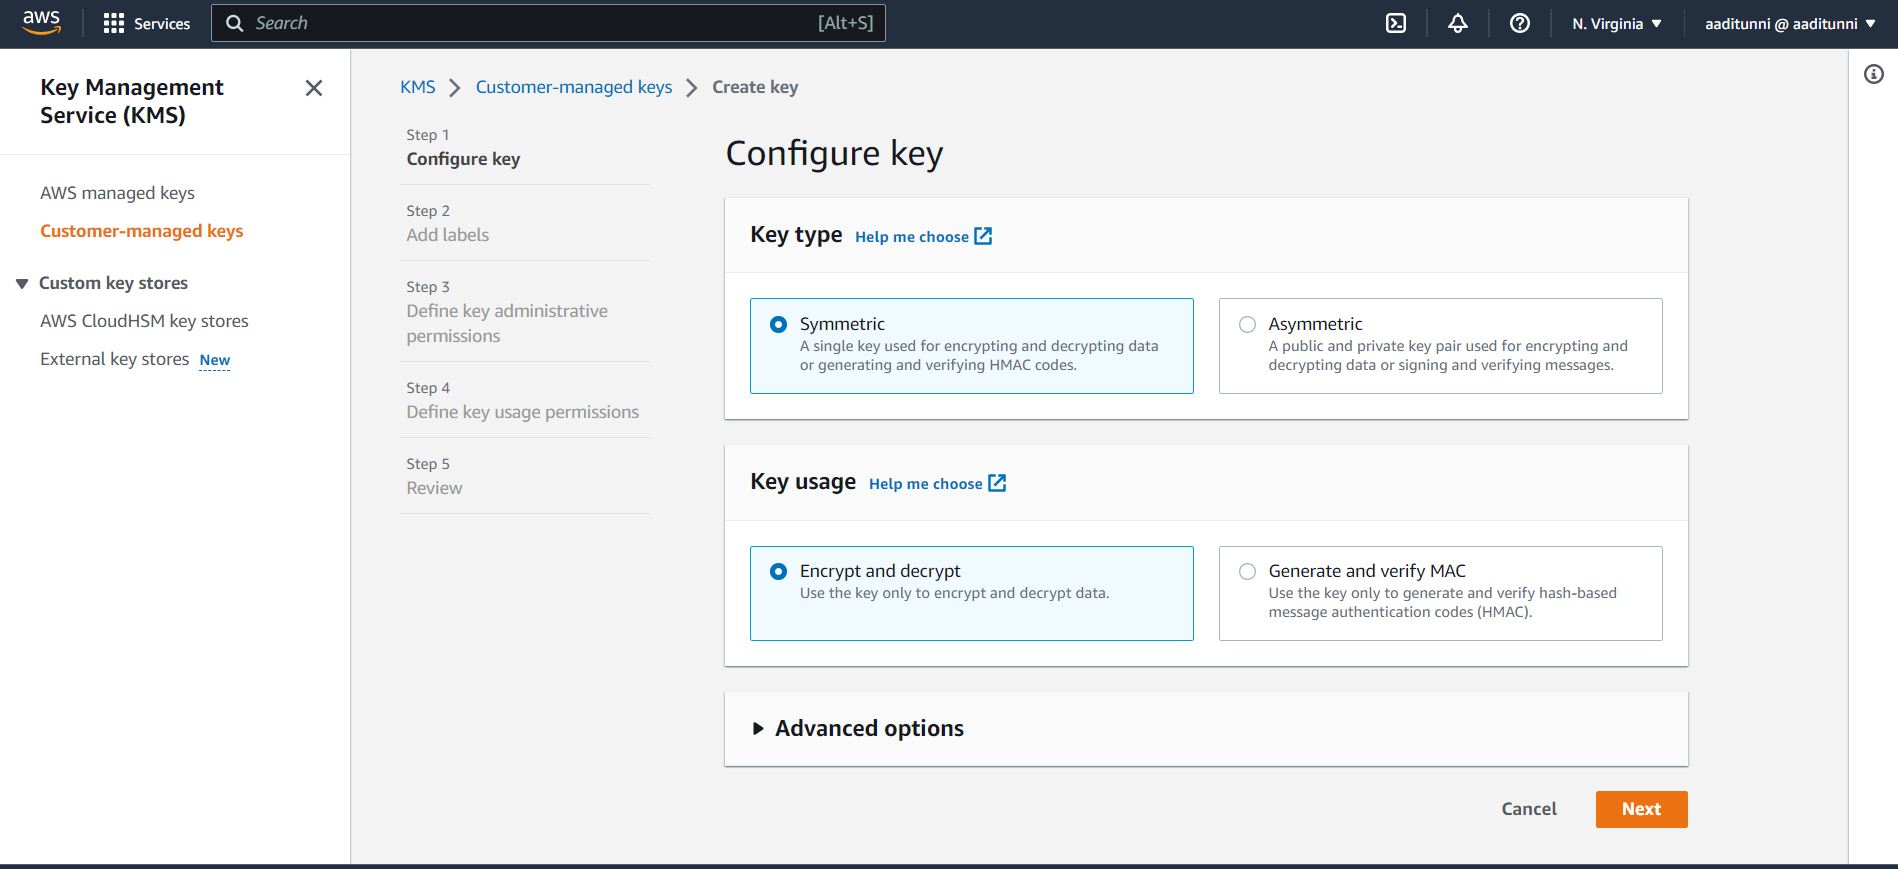 aws
Services
Search
[Alt+S]
N. Virginia
aaditunni @ aaditunni
Key Management
Service (KMS)
AWS managed keys
Customer-managed keys
Custom key stores
AWS CloudHSM key stores
External key stores New
KMS
Customer-managed keys
Create key
Step 1
Configure key
Step 2
Add labels
Step 3
Define key administrative
permissions
Step 4
Define key usage permissions
Step 5
Review
Configure key
Key type Help me choose
Symmetric
A single key used for encrypting and decrypting data
or generating and verifying HMAC codes.
Asymmetric
A public and private key pair used for encrypting and
decrypting data or signing and verifying messages.
Key usage Help me choose
Encrypt and decrypt
Use the key only to encrypt and decrypt data.
Generate and verify MAC
Use the key only to generate and verify hash-based
message authentication codes (HMAC).
Advanced options
Cancel
Next